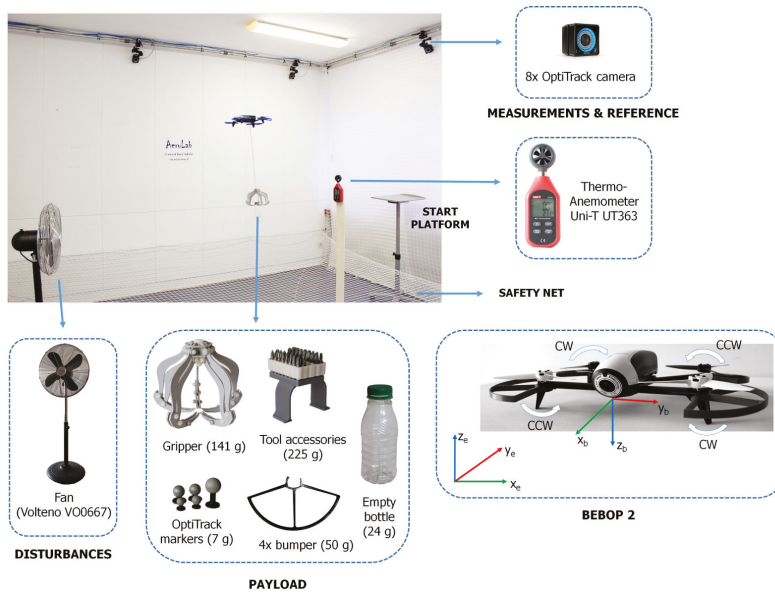 8x OptiTrack camera
MEASUREMENTS & REFERENCE
AeroLab
START
PLATFORM
Thermo-
Anemometer
Uni-T UT363
SAFETY NET
Fan
(Volteno VO0667)
DISTURBANCES
Gripper (141 g)
Tool accessories
(225 g)
OptiTrack
markers (7 g)
4x bumper (50 g)
Empty
bottle
(24 g)
PAYLOAD
CW
CCW
CCW
CW
x_b
y_b
z_b
z_e
y_e
x_e
BEBOP 2